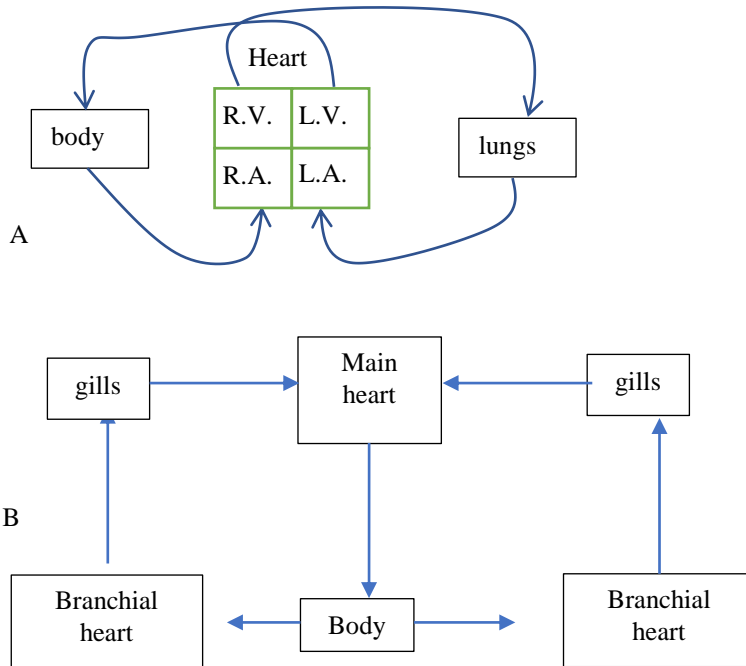 Heart
R.V. L.V.
body
lungs
R.A. L.A.
A
Main
heart
gills
gills
B
Branchial
heart
Body
Branchial
heart